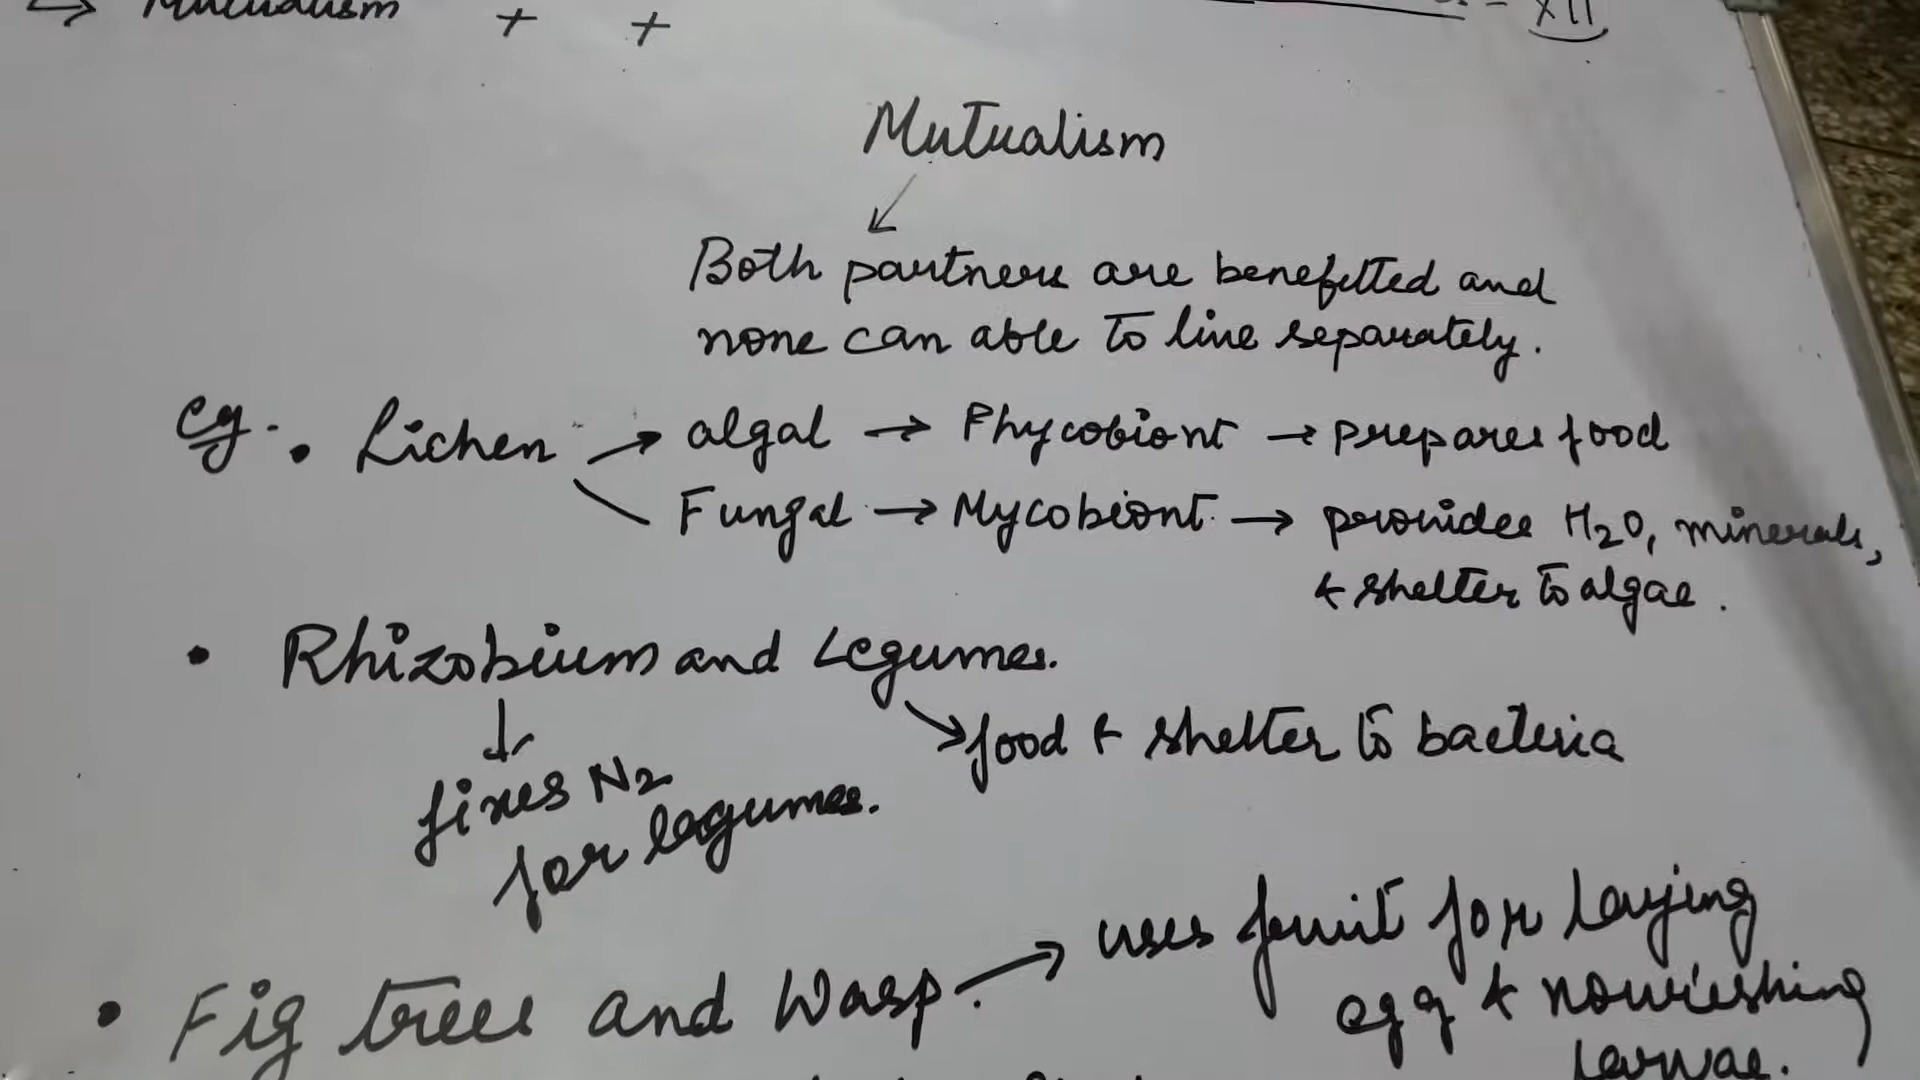 → Mutualism + +
XII
Mutualism
Both partners are benefitted and
none can able to live separately.
eg. • Lichen → algal → Phycobiont → prepares food
Fungal → Mycobiont → provides H2O, minerals,
& shelter to algae.
• Rhizobium and Legumes.
→ food & shelter to bacteria
fixes N2
for legumes.
• Fig trees and Wasp. → uses fruit for laying
egg & nourishing
larvae.